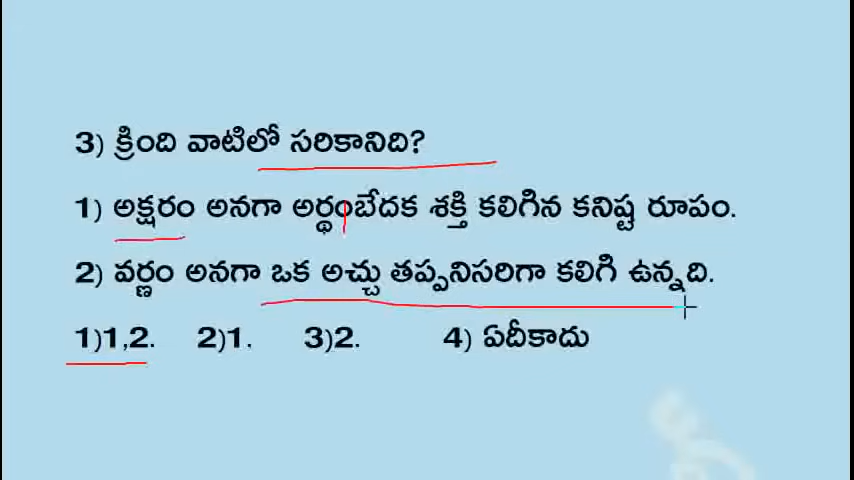 3) క్రింది వాటిలో సరికానిది?
1) అక్షరం అనగా అర్థంబేదక శక్తి కలిగిన కనిష్ట రూపం.
2) వర్ణం అనగా ఒక అచ్చు తప్పనిసరిగా కలిగి ఉన్నది.
1)1,2. 2)1. 3)2. 4) ఏదీకాదు